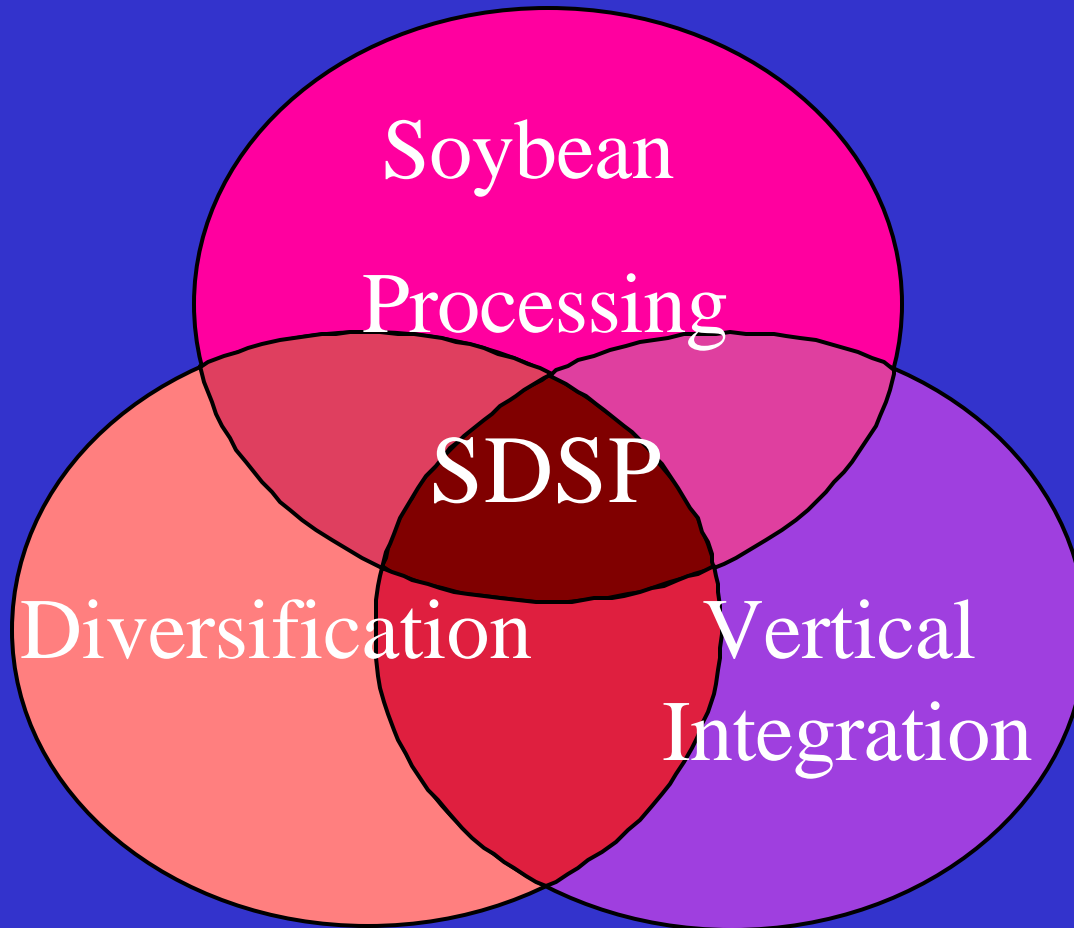 Soybean
Processing
SDSP
Diversification
Vertical
Integration